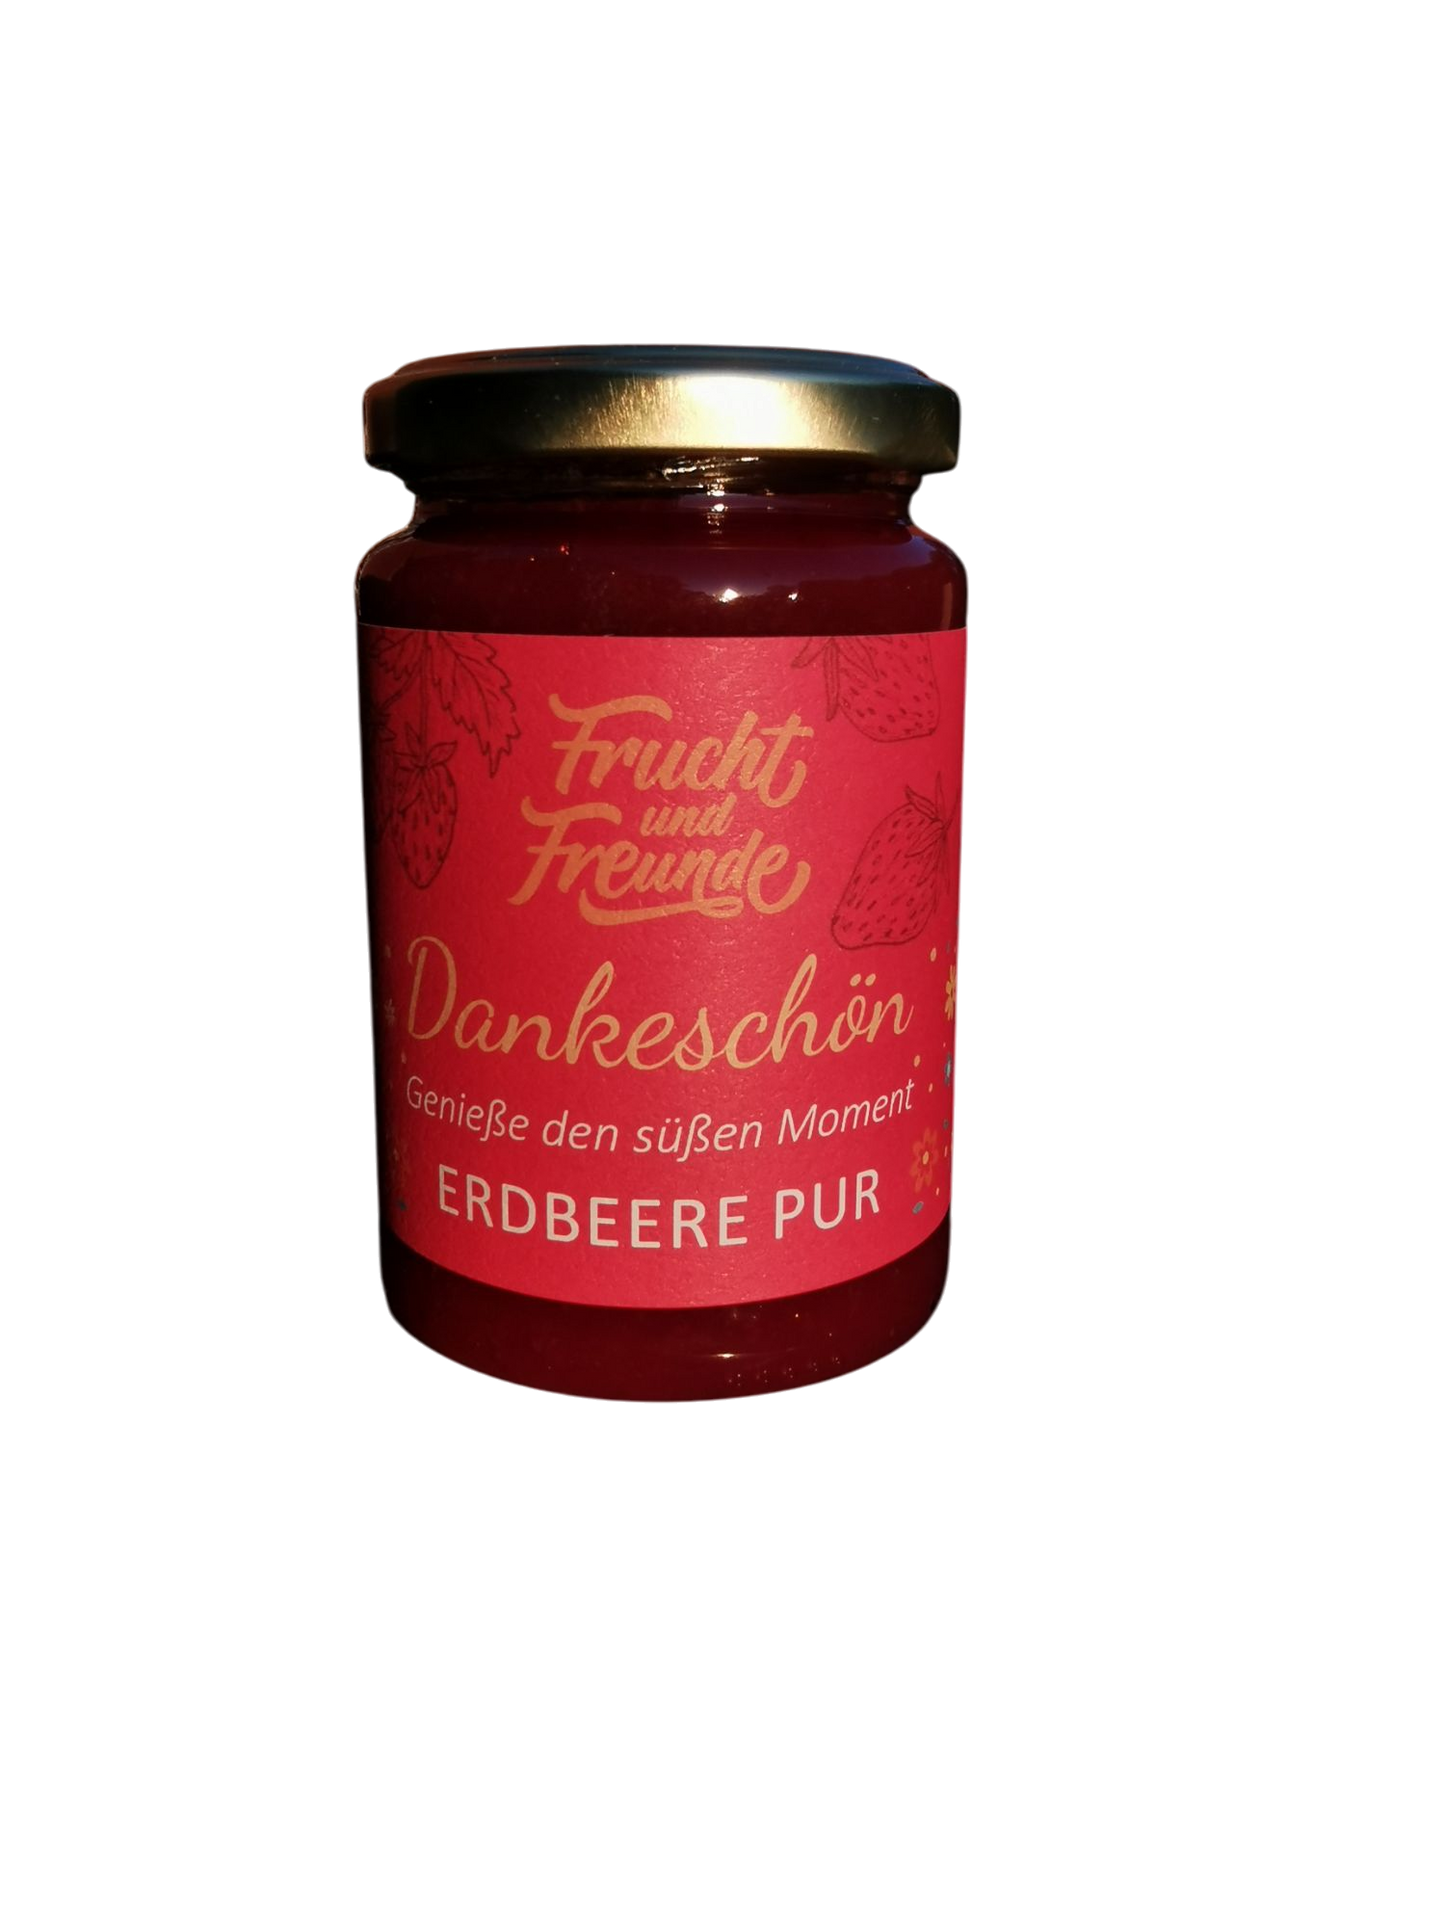 Frucht
und
Freunde
Dankeschön
Genieße den süßen Moment
ERDBEERE PUR